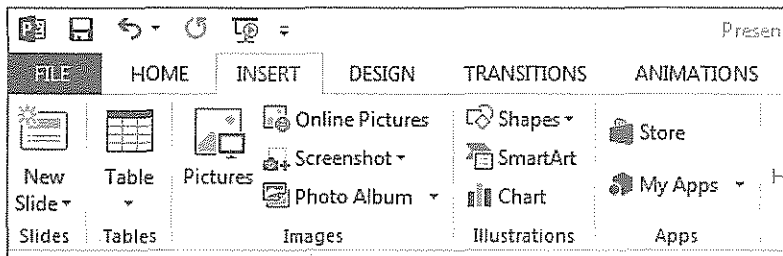 Presen
FILE HOME INSERT DESIGN TRANSITIONS ANIMATIONS
New Slide
Table
Pictures
Online Pictures
Screenshot
Photo Album
Shapes
SmartArt
Chart
Store
My Apps
H
Slides Tables Images Illustrations Apps